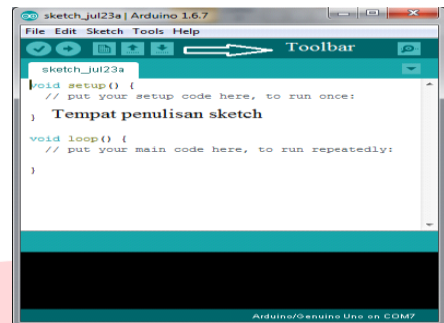 sketch_jul23a | Arduino 1.6.7
File Edit Sketch Tools Help
Toolbar
sketch_jul23a
void setup() {
// put your setup code here, to run once:
} Tempat penulisan sketch
void loop() {
// put your main code here, to run repeatedly:
}
Arduino/Genuino Uno on COM7